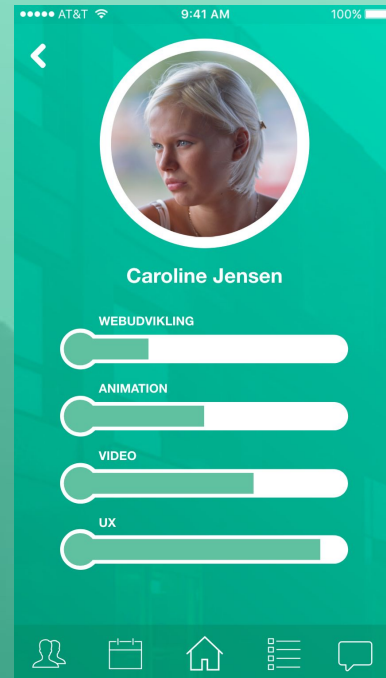 AT&T 9:41 AM 100%
Caroline Jensen
WEBUDVIKLING
ANIMATION
VIDEO
UX